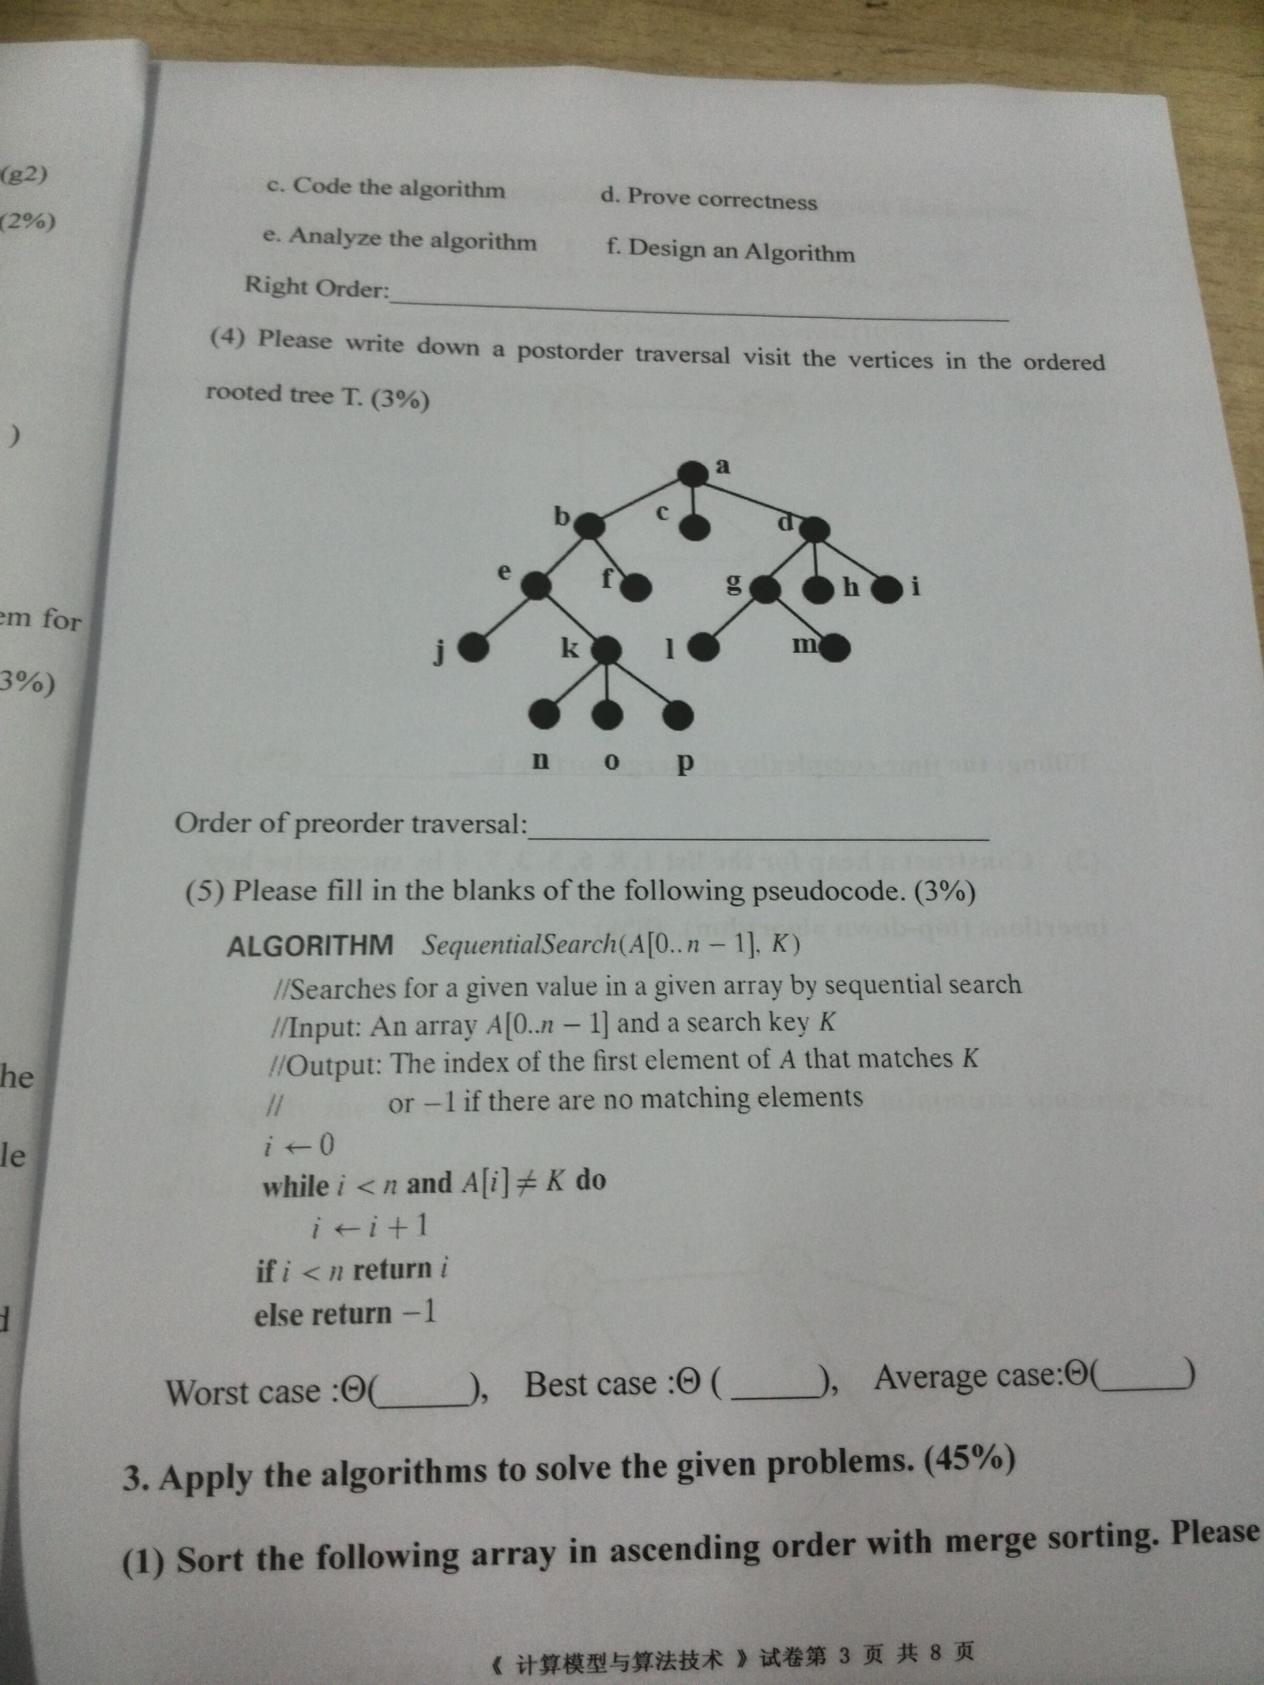 (g2)
(2%)
)
em for
3%)
he
le
d
c. Code the algorithm d. Prove correctness
e. Analyze the algorithm f. Design an Algorithm
Right Order:
(4) Please write down a postorder traversal visit the vertices in the ordered
rooted tree T. (3%)
a
b c d
e f g h i
j k l m
n o p
Order of preorder traversal:
(5) Please fill in the blanks of the following pseudocode. (3%)
ALGORITHM SequentialSearch(A[0..n − 1], K)
//Searches for a given value in a given array by sequential search
//Input: An array A[0..n − 1] and a search key K
//Output: The index of the first element of A that matches K
// or −1 if there are no matching elements
i ← 0
while i < n and A[i] ≠ K do
i ← i + 1
if i < n return i
else return −1
Worst case :Θ(_____), Best case :Θ (_____), Average case:Θ(_____)
3. Apply the algorithms to solve the given problems. (45%)
(1) Sort the following array in ascending order with merge sorting. Please
《 计算模型与算法技术 》试卷第 3 页 共 8 页